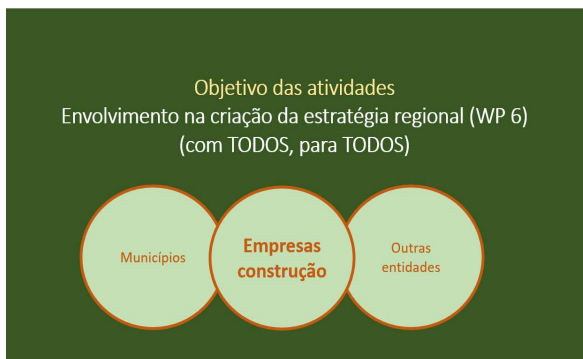 Objetivo das atividades
Envolvimento na criação da estratégia regional (WP 6)
(com TODOS, para TODOS)
Municípios
Empresas
construção
Outras
entidades